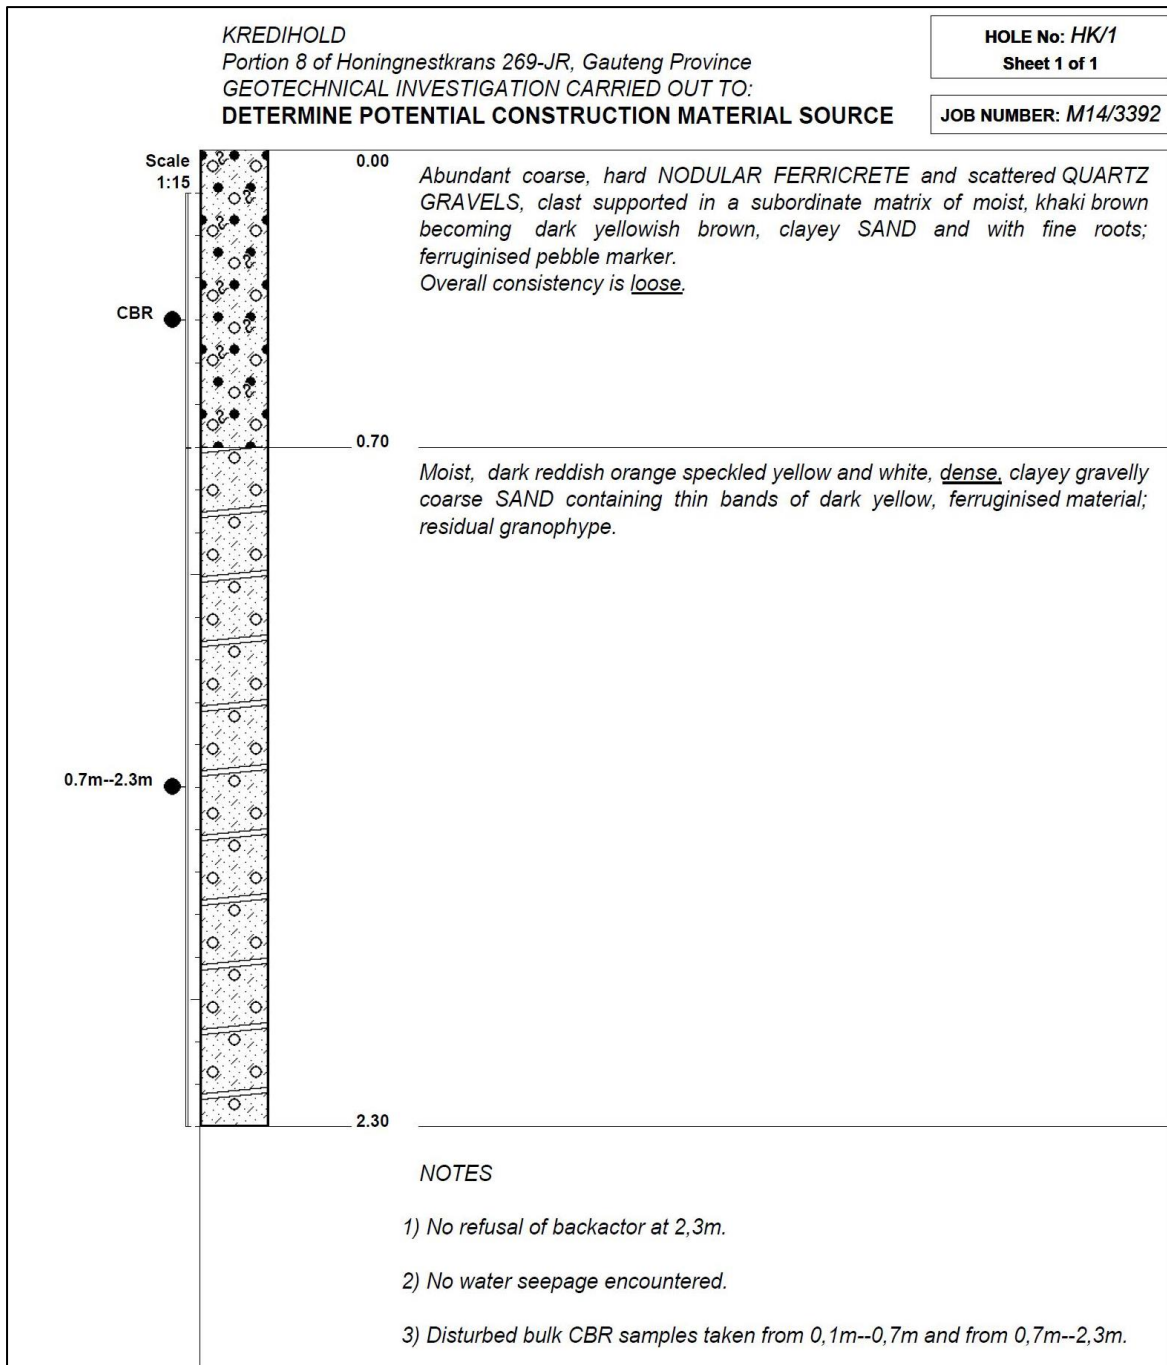 KREDIHOLD
Portion 8 of Honingnestkrans 269-JR, Gauteng Province
GEOTECHNICAL INVESTIGATION CARRIED OUT TO:
DETERMINE POTENTIAL CONSTRUCTION MATERIAL SOURCE
HOLE No: HK/1
Sheet 1 of 1
JOB NUMBER: M14/3392
Scale
1:15
0.00
Abundant coarse, hard NODULAR FERRICRETE and scattered QUARTZ
GRAVELS, clast supported in a subordinate matrix of moist, khaki brown
becoming dark yellowish brown, clayey SAND and with fine roots;
ferruginised pebble marker.
Overall consistency is loose.
CBR
0.70
Moist, dark reddish orange speckled yellow and white, dense, clayey gravelly
coarse SAND containing thin bands of dark yellow, ferruginised material;
residual granophype.
0.7m--2.3m
2.30
NOTES
1) No refusal of backactor at 2,3m.
2) No water seepage encountered.
3) Disturbed bulk CBR samples taken from 0,1m--0,7m and from 0,7m--2,3m.